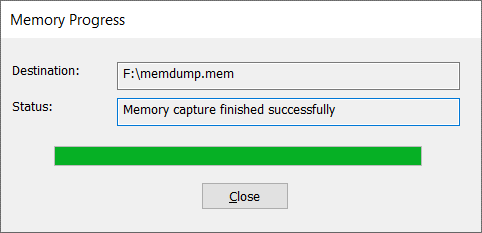 Memory Progress
Destination: F:\memdump.mem
Status: Memory capture finished successfully
Close